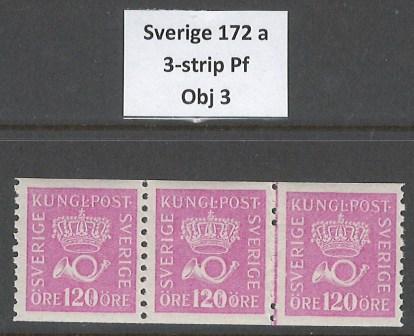 Sverige 172 a
3-strip Pf
Obj 3
KUNGL·POST·
SVERIGE
SVERIGE
ÖRE 120 ÖRE
KUNGL·POST·
SVERIGE
SVERIGE
ÖRE 120 ÖRE
KUNGL·POST·
SVERIGE
SVERIGE
ÖRE 120 ÖRE